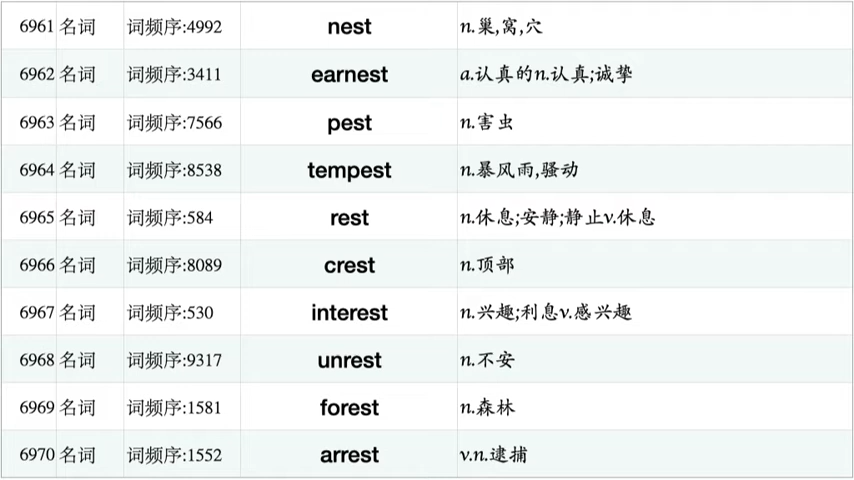 6961 名词 词频序:4992 nest n.巢,窝,穴
6962 名词 词频序:3411 earnest a.认真的n.认真;诚挚
6963 名词 词频序:7566 pest n.害虫
6964 名词 词频序:8538 tempest n.暴风雨,骚动
6965 名词 词频序:584 rest n.休息;安静;静止v.休息
6966 名词 词频序:8089 crest n.顶部
6967 名词 词频序:530 interest n.兴趣;利息v.感兴趣
6968 名词 词频序:9317 unrest n.不安
6969 名词 词频序:1581 forest n.森林
6970 名词 词频序:1552 arrest v.n.逮捕